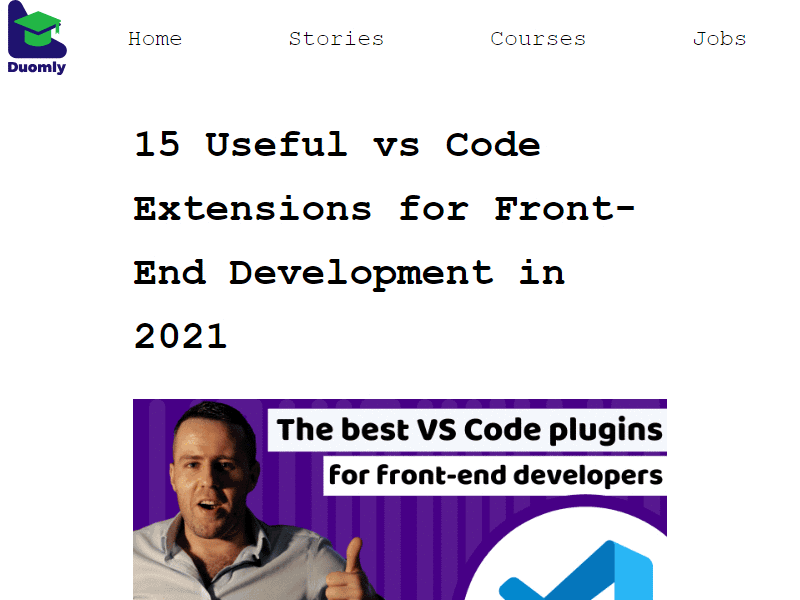 Duomly
Home Stories Courses Jobs
15 Useful vs Code
Extensions for Front-
End Development in
2021
The best VS Code plugins
for front-end developers